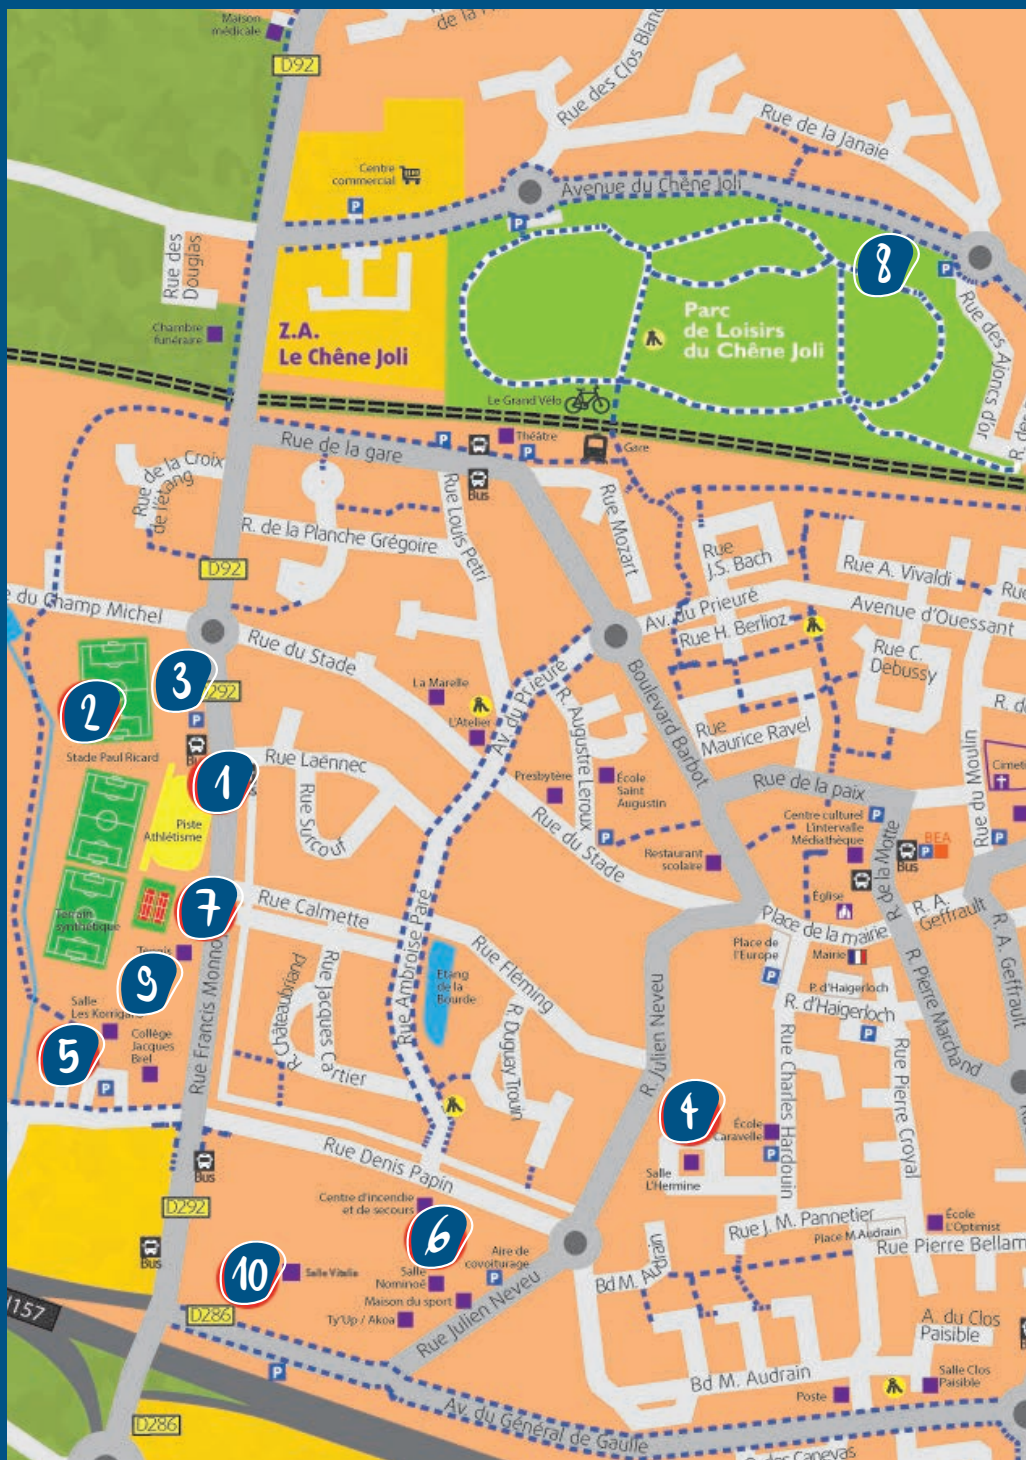 Maison
médicale
de la
D92
Rue des Clos Blancs
Rue de la Janaie
Centre
commercial
P
Avenue du Chêne Joli
P
8
P
Rue des
Douglas
Chambre
funéraire
Z.A.
Le Chêne Joli
Parc
de Loisirs
du Chêne Joli
Rue des Ajoncs d'or
Le Grand Vélo
Rue de la gare
P
Théâtre
P
Gare
Bus
Rue de la Croix
de l'étang
Rue Louis Petri
Rue Mozart
R. de la Planche Grégoire
Rue
J.S. Bach
Rue A. Vivaldi
D92
du Champ Michel
Rue du Stade
Av. du Prieuré
Rue H. Berlioz
Avenue d'Ouessant
Rue C.
Debussy
3
D292
2
P
La Marelle
L'Atelier
Av. du Prieuré
R. Augustre Leroux
Boulevard Barbot
Rue
Maurice Ravel
Rue du Moulin
Stade Paul Ricard
1
Rue Laënnec
Rue Surcouf
Presbytère
École
Saint
Augustin
Rue de la paix
Piste
Athlétisme
Rue du Stade
P
Restaurant
scolaire
Centre culturel
L'intervalle
Médiathèque
P
R. de la Motte
BEA
P
Bus
P
7
Rue Calmette
Rue Ambroise Paré
Église
Place de la mairie
R. A.
Geffrault
R. A. Geffrault
Terrain
synthétique
Tennis
9
Rue Francis Monno
R. Châteaubriand
Rue Jacques Cartier
Etang
de la
Bourde
Rue Fléming
R. Duguay Trouin
R. Julien Neveu
Place de
l'Europe
P
Mairie
P. d'Haigerloch
R. d'Haigerloch
P
R. Pierre Marchand
Salle
Les Korrigans
5
Collège
Jacques
Brel
P
Rue Charles Hardouin
Rue Pierre Croyal
4
École
Caravelle
P
Salle
L'Hermine
Rue Denis Papin
Bus
D292
Centre d'incendie
et de secours
6
Rue J. M. Pannetier
Place M.Audrain
École
L'Optimist
Rue Pierre Bellam
Bus
10
Salle Vitalia
Salle
Nominoë
Aire de
covoiturage
P
Maison du sport
Ty'Up / Akoa
Rue Julien Neveu
Bd M. Audrain
D286
P
A. du Clos
Paisible
Bd M. Audrain
Poste
Salle Clos
Paisible
D286
Av. du Général de Gaulle